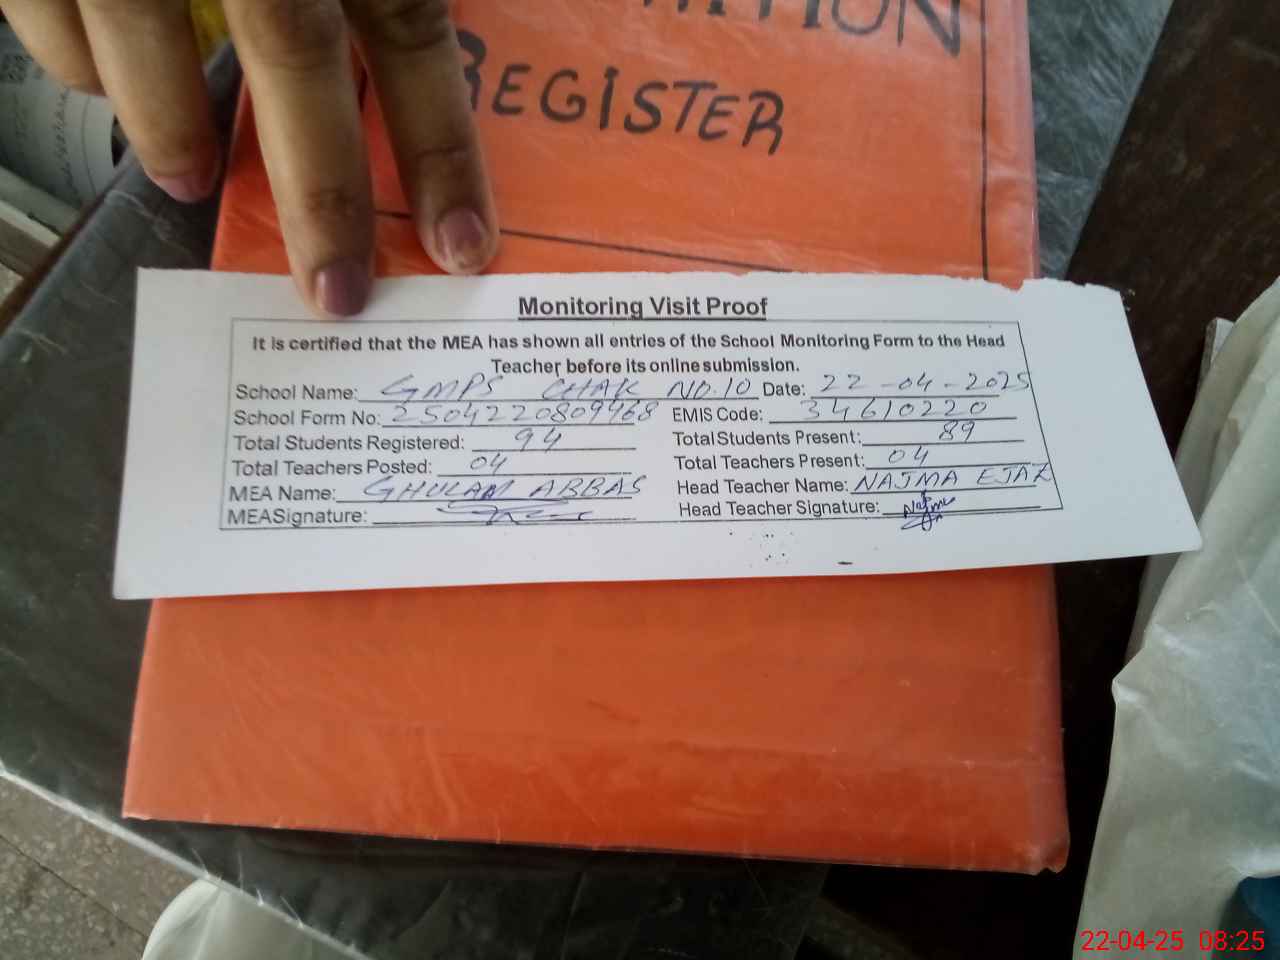 REGISTER
Monitoring Visit Proof
It is certified that the MEA has shown all entries of the School Monitoring Form to the Head
Teacher before its online submission.
School Name: GMPS CHAK NO.10 Date: 22-04-2025
School Form No: 2504220809468 EMIS Code: 34610220
Total Students Registered: 94 Total Students Present: 89
Total Teachers Posted: 04 Total Teachers Present: 04
MEA Name: GHULAM ABBAS Head Teacher Name: NAJMA EJAZ
MEA Signature: Head Teacher Signature: Najma
22-04-25 08:25